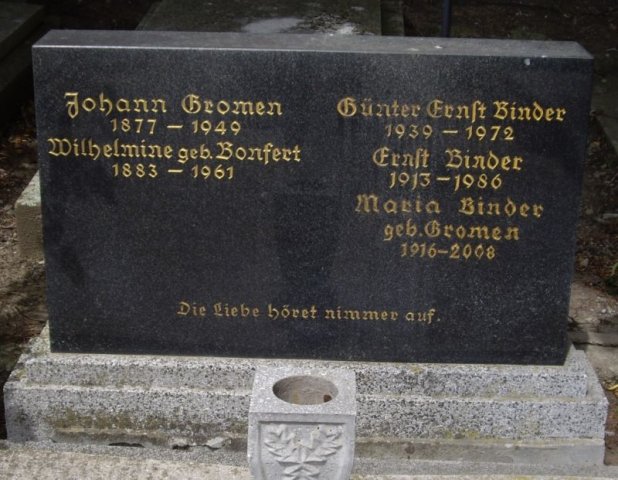 Johann Gromen
1877 – 1949
Wilhelmine geb. Bonfert
1883 – 1961
Günter Ernst Binder
1939 – 1972
Ernst Binder
1913 – 1986
Maria Binder
geb. Gromen
1916–2008
Die Liebe höret nimmer auf.